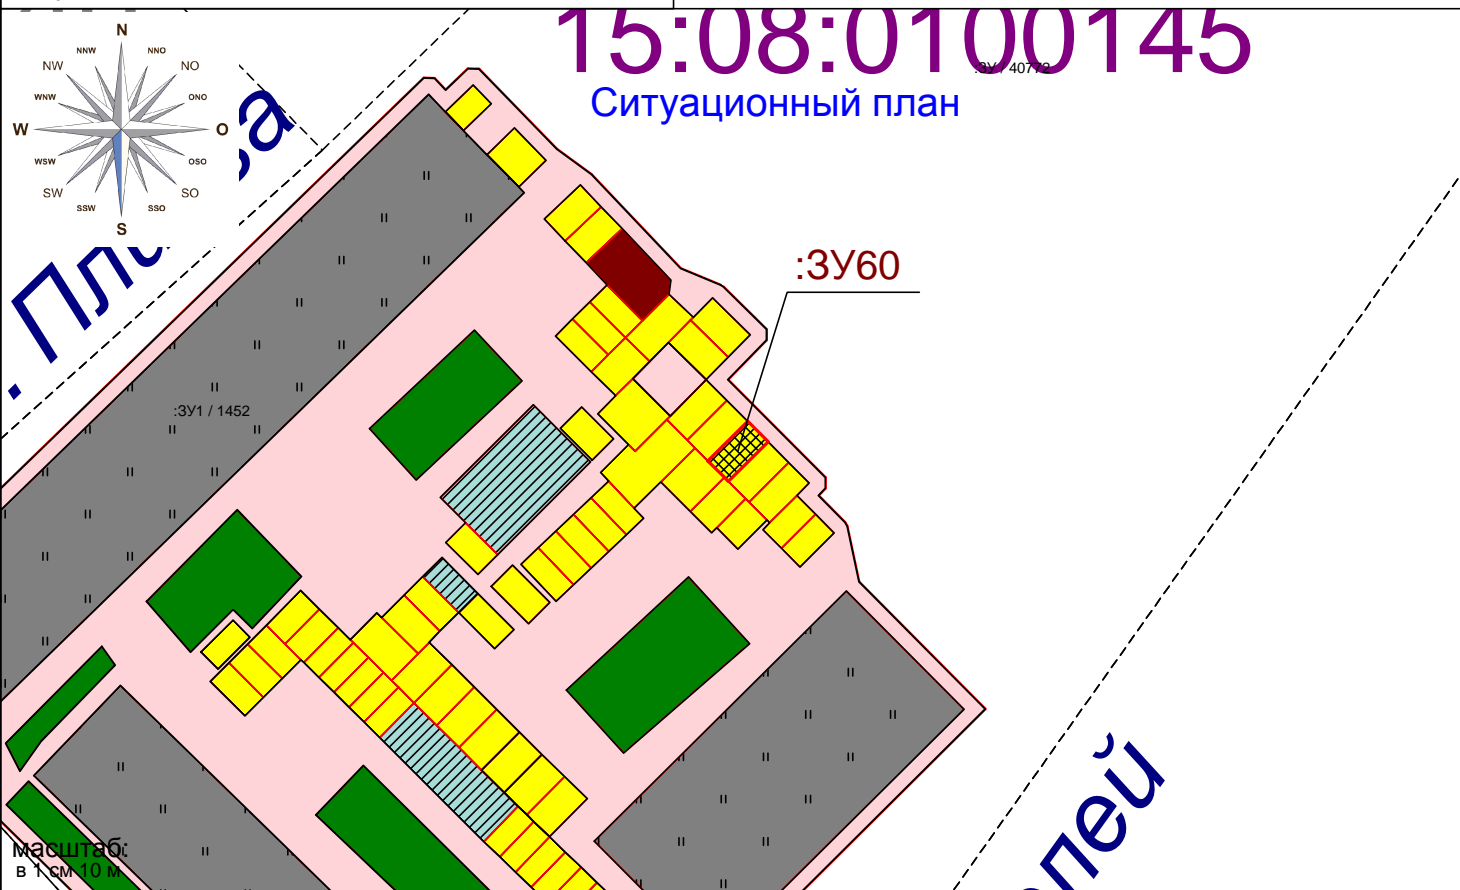 15:08:0100145
:ЗУ / 40772
Ситуационный план
N
NNW
NNO
NW
NO
WNW
ONO
W
O
WSW
OSO
SW
SO
SSW
SSO
S
:ЗУ60
:ЗУ1 / 1452
масштаб:
в 1 см 10 м